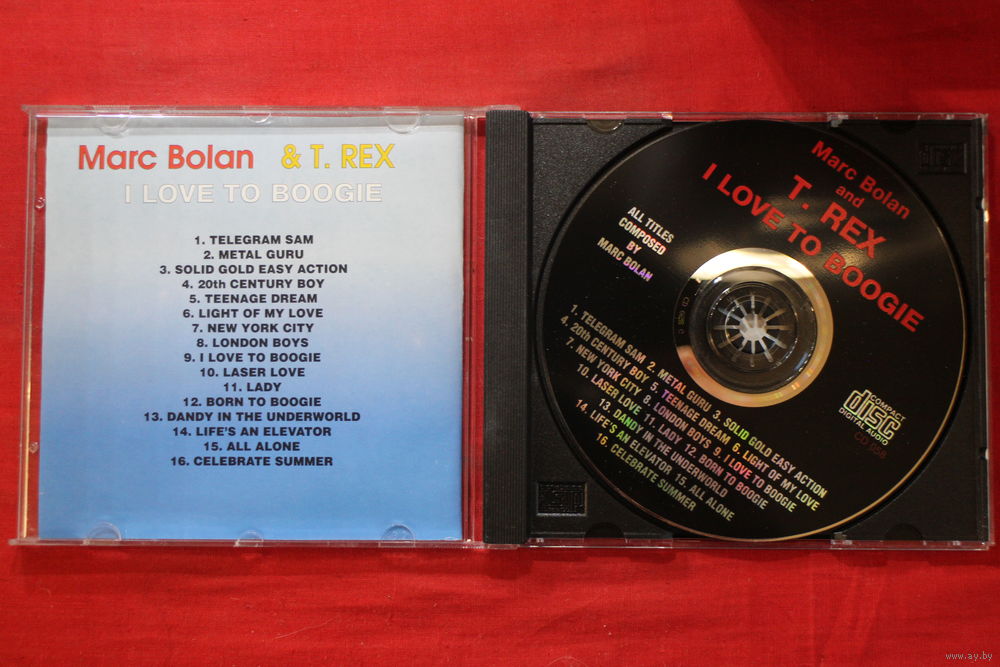 Marc Bolan & T. REX
I LOVE TO BOOGIE
1. TELEGRAM SAM
2. METAL GURU
3. SOLID GOLD EASY ACTION
4. 20th CENTURY BOY
5. TEENAGE DREAM
6. LIGHT OF MY LOVE
7. NEW YORK CITY
8. LONDON BOYS
9. I LOVE TO BOOGIE
10. LASER LOVE
11. LADY
12. BORN TO BOOGIE
13. DANDY IN THE UNDERWORLD
14. LIFE'S AN ELEVATOR
15. ALL ALONE
16. CELEBRATE SUMMER
Marc Bolan
and
T. REX
I LOVE TO BOOGIE
ALL TITLES
COMPOSED
BY
MARC BOLAN
1. TELEGRAM SAM 2. METAL GURU 3. SOLID GOLD EASY ACTION
4. 20th CENTURY BOY 5. TEENAGE DREAM 6. LIGHT OF MY LOVE
7. NEW YORK CITY 8. LONDON BOYS 9. I LOVE TO BOOGIE
10. LASER LOVE 11. LADY 12. BORN TO BOOGIE
13. DANDY IN THE UNDERWORLD
14. LIFE'S AN ELEVATOR 15. ALL ALONE
16. CELEBRATE SUMMER
COMPACT
disc
DIGITAL AUDIO
CD 958
www.ay.by